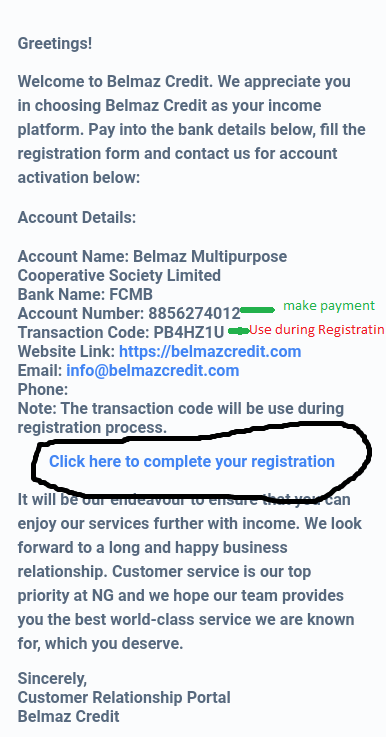 Greetings!
Welcome to Belmaz Credit. We appreciate you
in choosing Belmaz Credit as your income
platform. Pay into the bank details below, fill the
registration form and contact us for account
activation below:
Account Details:
Account Name: Belmaz Multipurpose
Cooperative Society Limited
Bank Name: FCMB
Account Number: 8856274012 make payment
Transaction Code: PB4HZ1U Use during Registratin
Website Link: https://belmazcredit.com
Email: info@belmazcredit.com
Phone:
Note: The transaction code will be use during
registration process.
Click here to complete your registration
It will be our endeavour to ensure that you can
enjoy our services further with income. We look
forward to a long and happy business
relationship. Customer service is our top
priority at NG and we hope our team provides
you the best world-class service we are known
for, which you deserve.
Sincerely,
Customer Relationship Portal
Belmaz Credit